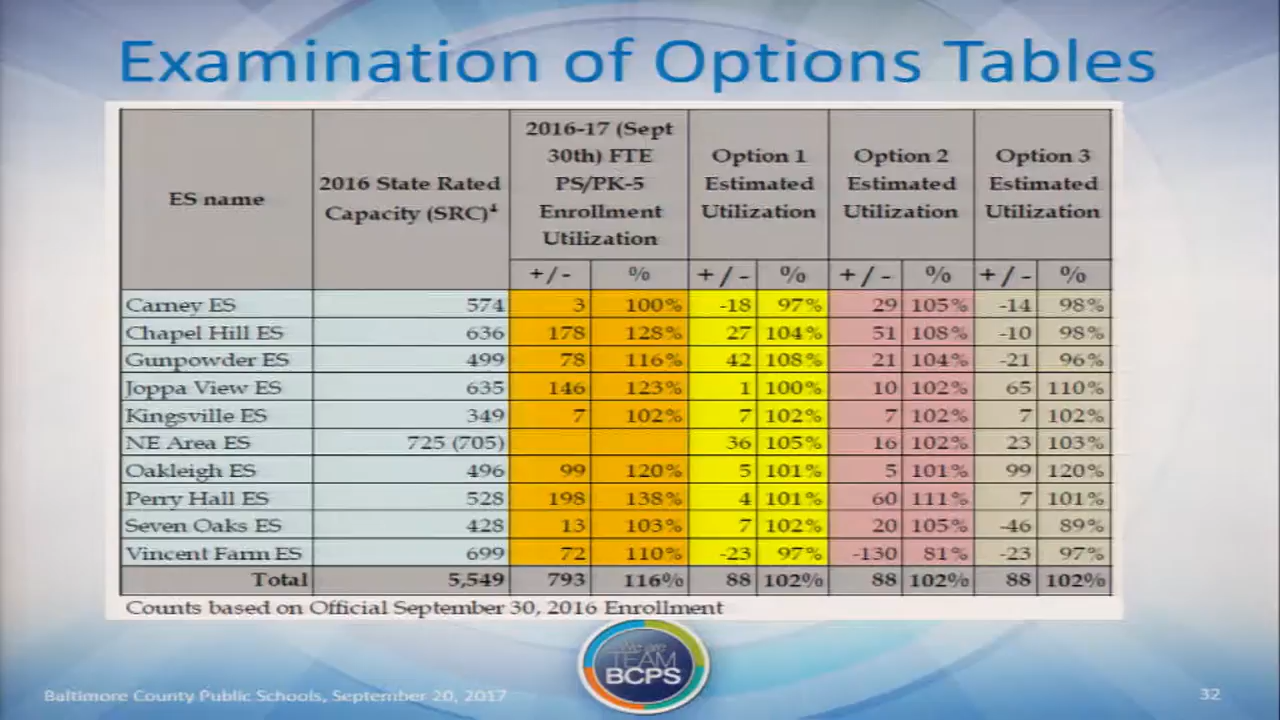 Examination of Options Tables
ES name | 2016 State Rated Capacity (SRC)⁴ | 2016-17 (Sept 30th) FTE PS/PK-5 Enrollment Utilization | Option 1 Estimated Utilization | Option 2 Estimated Utilization | Option 3 Estimated Utilization
+/- | % | +/- | % | +/- | % | +/- | %
Carney ES | 574 | 3 | 100% | -18 | 97% | 29 | 105% | -14 | 98%
Chapel Hill ES | 636 | 178 | 128% | 27 | 104% | 51 | 108% | -10 | 98%
Gunpowder ES | 499 | 78 | 116% | 42 | 108% | 21 | 104% | -21 | 96%
Joppa View ES | 635 | 146 | 123% | 1 | 100% | 10 | 102% | 65 | 110%
Kingsville ES | 349 | 7 | 102% | 7 | 102% | 7 | 102% | 7 | 102%
NE Area ES | 725 (705) | | | 36 | 105% | 16 | 102% | 23 | 103%
Oakleigh ES | 496 | 99 | 120% | 5 | 101% | 5 | 101% | 99 | 120%
Perry Hall ES | 528 | 198 | 138% | 4 | 101% | 60 | 111% | 7 | 101%
Seven Oaks ES | 428 | 13 | 103% | 7 | 102% | 20 | 105% | -46 | 89%
Vincent Farm ES | 699 | 72 | 110% | -23 | 97% | -130 | 81% | -23 | 97%
Total | 5,549 | 793 | 116% | 88 | 102% | 88 | 102% | 88 | 102%
Counts based on Official September 30, 2016 Enrollment
We are
TEAM
BCPS
Baltimore County Public Schools, September 20, 2017
32